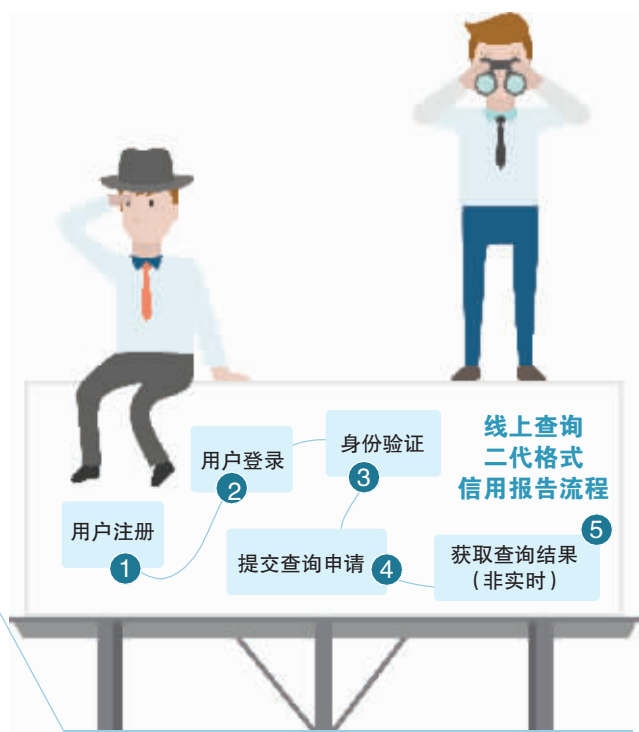 线上查询
二代格式
信用报告流程
用户注册
1
用户登录
2
身份验证
3
提交查询申请
4
获取查询结果
（非实时）
5